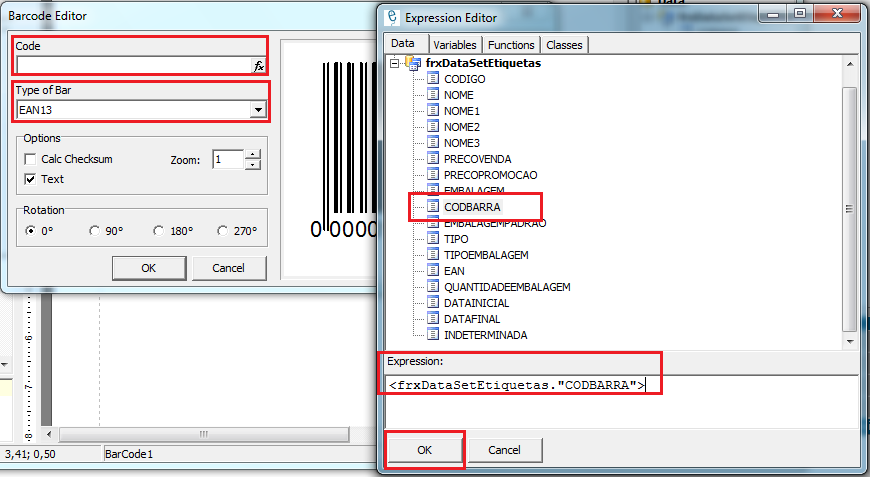 Barcode Editor
Code
fx
Type of Bar
EAN13
Options
Calc Checksum
Zoom:
1
Text
Rotation
0°
90°
180°
270°
OK
Cancel
0 0000
Expression Editor
Data
Variables
Functions
Classes
frxDataSetEtiquetas
CODIGO
NOME
NOME1
NOME2
NOME3
PRECOVENDA
PRECOPROMOCAO
EMBALAGEM
CODBARRA
EMBALAGEMPADRAO
TIPO
TIPOEMBALAGEM
EAN
QUANTIDADEEMBALAGEM
DATAINICIAL
DATAFINAL
INDETERMINADA
Expression:
<frxDataSetEtiquetas."CODBARRA">
OK
Cancel
3,41; 0,50
BarCode1